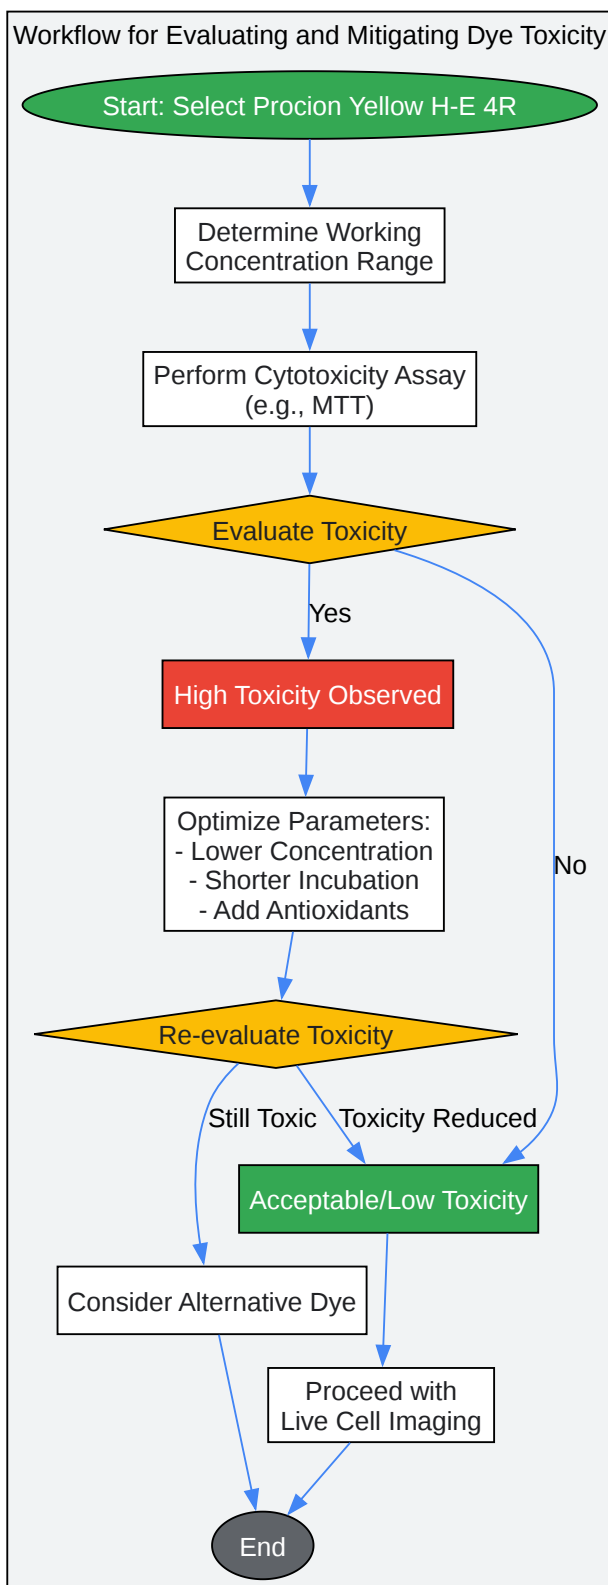 Workflow for Evaluating and Mitigating Dye Toxicity
Start: Select Procion Yellow H-E 4R
Determine Working
Concentration Range
Perform Cytotoxicity Assay
(e.g., MTT)
Evaluate Toxicity
Yes
High Toxicity Observed
Optimize Parameters:
- Lower Concentration
- Shorter Incubation
- Add Antioxidants
No
Re-evaluate Toxicity
Still Toxic
Toxicity Reduced
Acceptable/Low Toxicity
Consider Alternative Dye
Proceed with
Live Cell Imaging
End